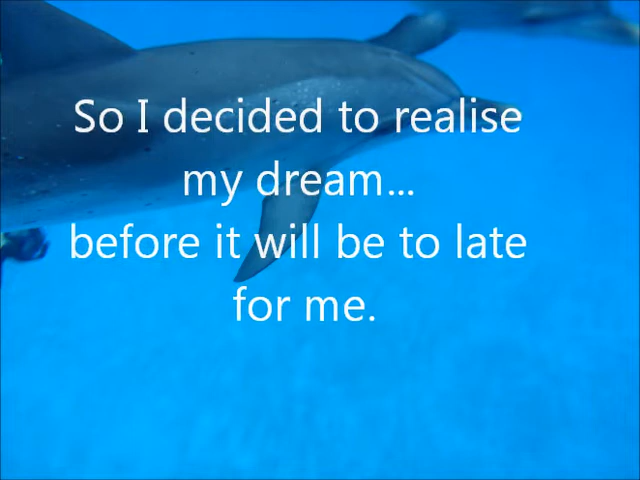 So I decided to realise
my dream...
before it will be to late
for me.